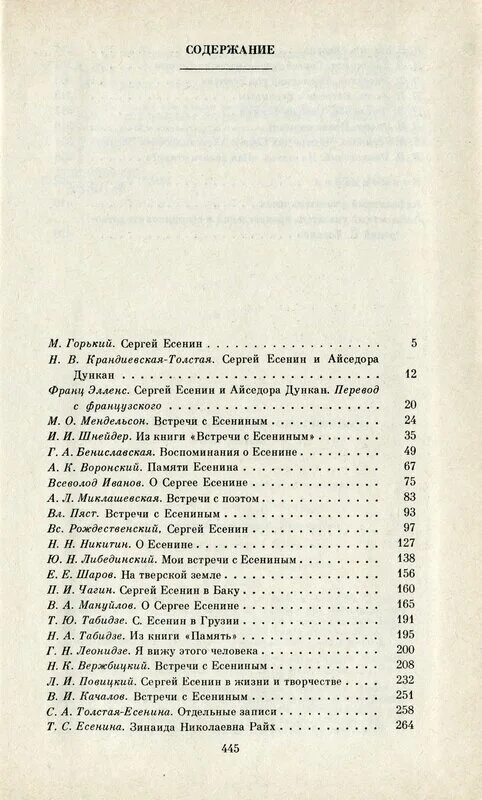 СОДЕРЖАНИЕ
М. Горький. Сергей Есенин . . . . . . . . . . . . . . . . 5
Н. В. Крандиевская-Толстая. Сергей Есенин и Айседора
Дункан . . . . . . . . . . . . . . . . . . . . . . . . . . 12
Франц Элленс. Сергей Есенин и Айседора Дункан. Перевод
с французского . . . . . . . . . . . . . . . . . . . . 20
М. О. Мендельсон. Встречи с Есениным . . . . . . . . . . 24
И. И. Шнейдер. Из книги «Встречи с Есениным» . . . . . . 35
Г. А. Бениславская. Воспоминания о Есенине . . . . . . . 49
А. К. Воронский. Памяти Есенина . . . . . . . . . . . . . 67
Всеволод Иванов. О Сергее Есенине . . . . . . . . . . . . 75
А. Л. Миклашевская. Встречи с поэтом . . . . . . . . . . 83
Вл. Пяст. Встречи с Есениным . . . . . . . . . . . . . . 93
Вс. Рождественский. Сергей Есенин . . . . . . . . . . . . 97
Н. Н. Никитин. О Есенине . . . . . . . . . . . . . . . . 127
Ю. Н. Либединский. Мои встречи с Есениным . . . . . . . . 138
Е. Е. Шаров. На тверской земле . . . . . . . . . . . . . 156
П. И. Чагин. Сергей Есенин в Баку . . . . . . . . . . . . 160
В. А. Мануйлов. О Сергее Есенине . . . . . . . . . . . . 165
Т. Ю. Табидзе. С. Есенин в Грузии . . . . . . . . . . . . 191
Н. А. Табидзе. Из книги «Память» . . . . . . . . . . . . 195
Г. Н. Леонидзе. Я вижу этого человека . . . . . . . . . . 200
Н. К. Вержбицкий. Встречи с Есениным . . . . . . . . . . 208
Л. И. Повицкий. Сергей Есенин в жизни и творчестве . . . 232
В. И. Качалов. Встречи с Есениным . . . . . . . . . . . . 251
С. А. Толстая-Есенина. Отдельные записи . . . . . . . . . 258
Т. С. Есенина. Зинаида Николаевна Райх . . . . . . . . . 264
445